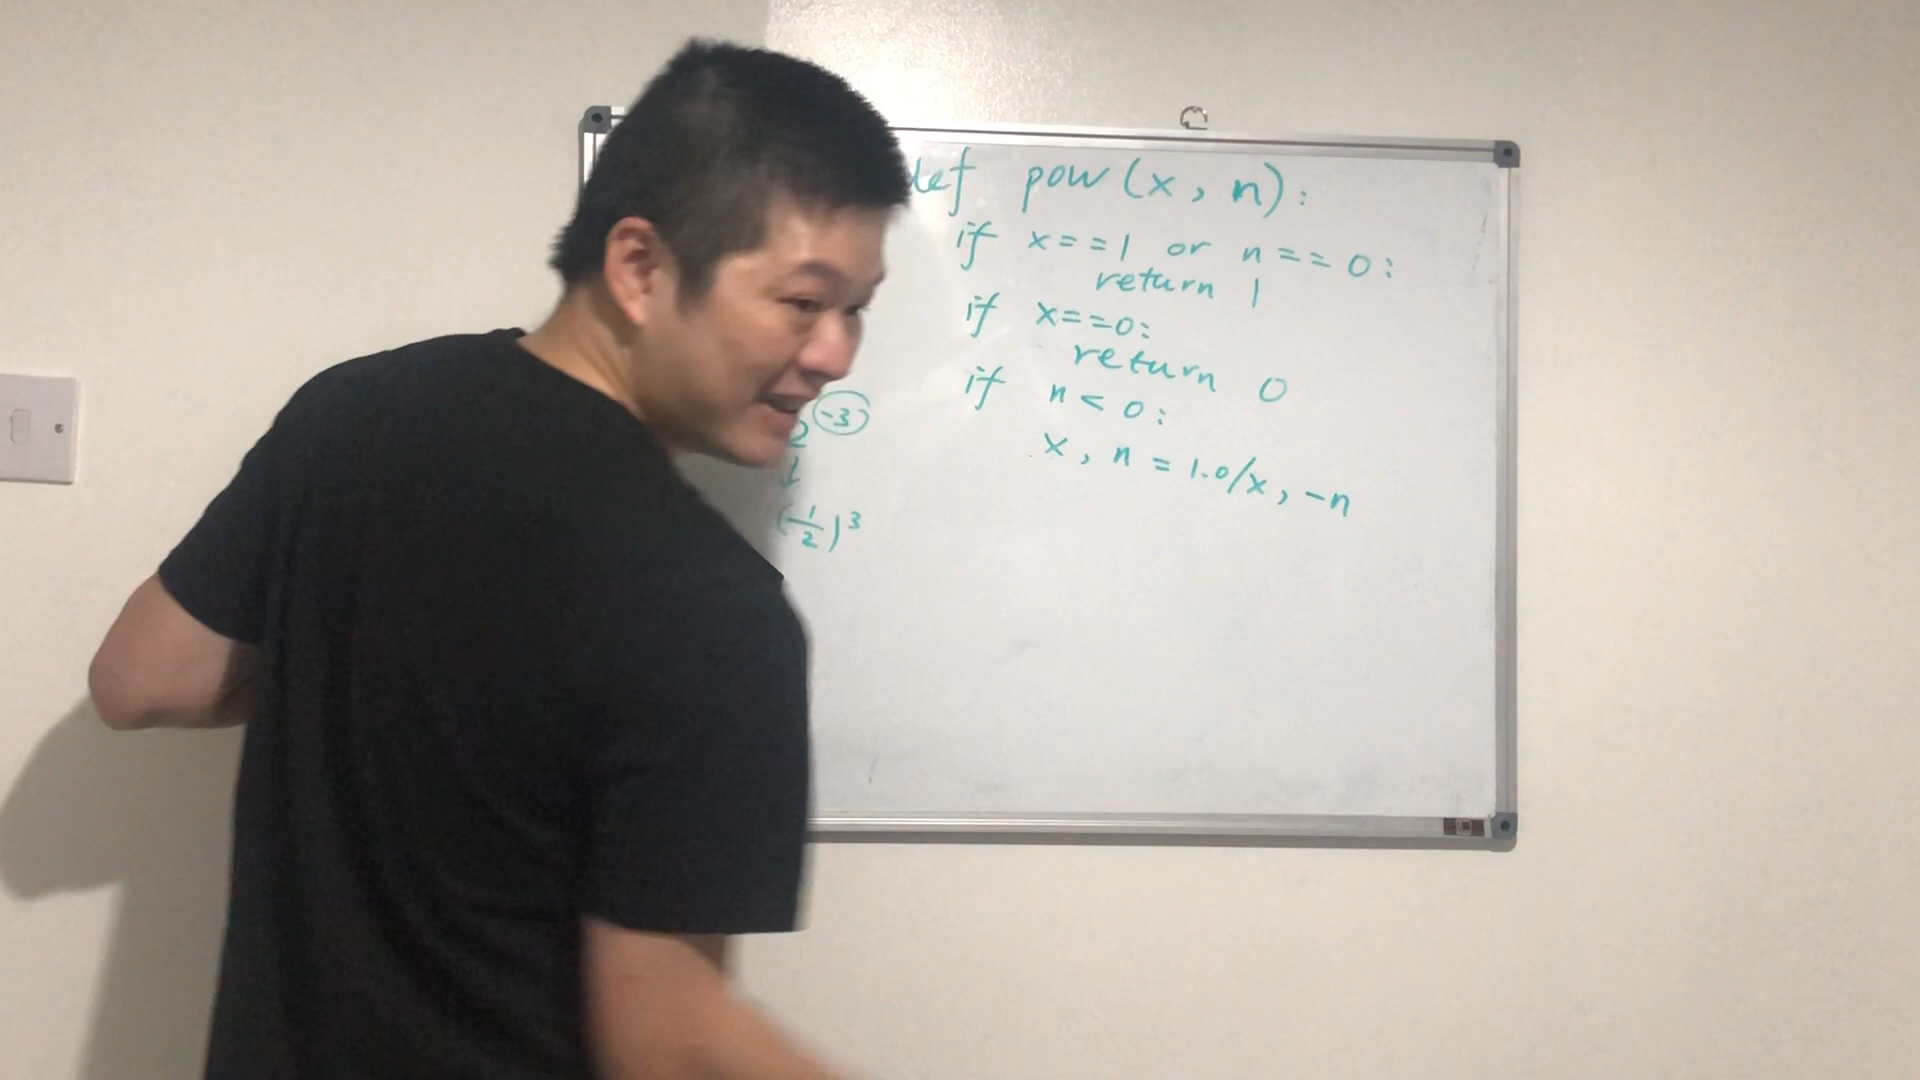 def pow(x, n):
if x==1 or n==0:
return 1
if x==0:
return 0
if n<0:
x, n = 1.0/x, -n
2^-3
(1/2)^3